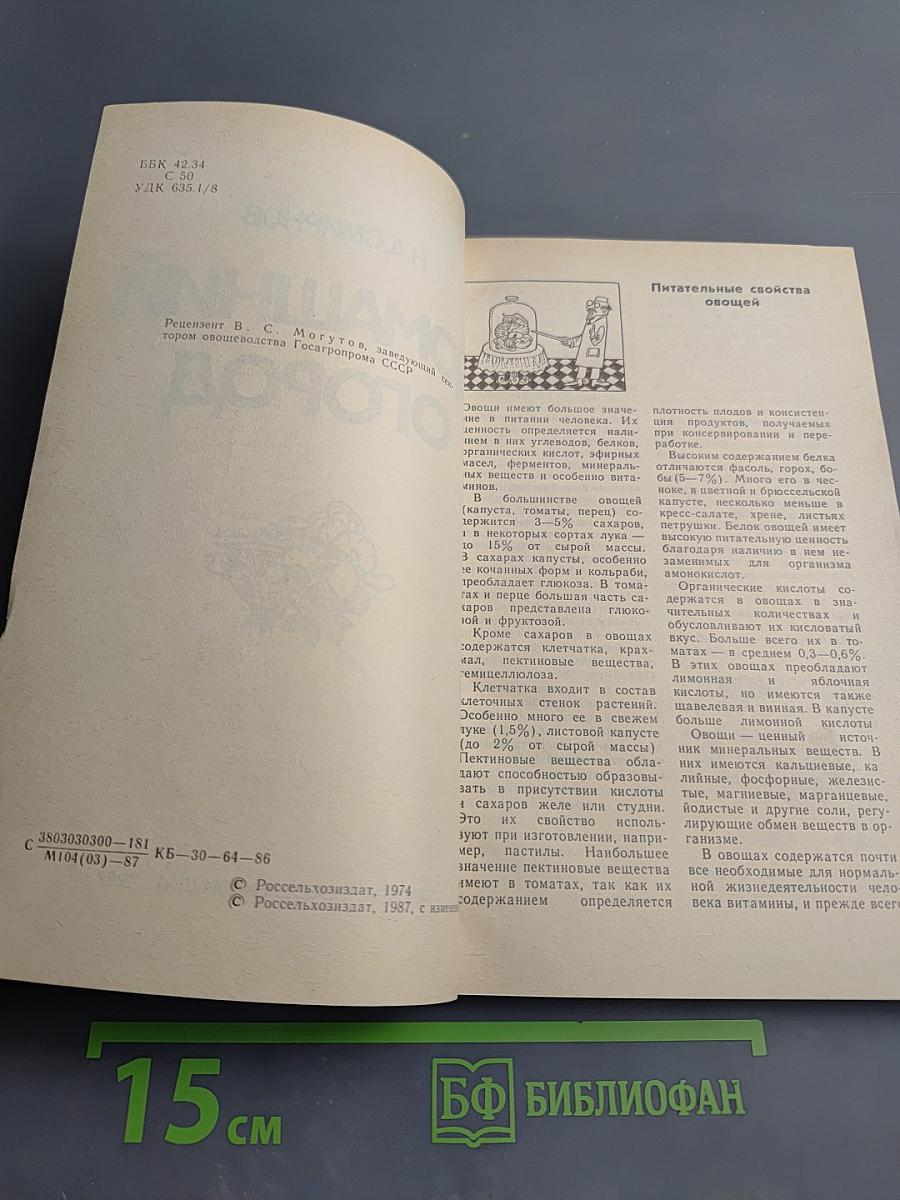 ББК 42.34
С 50
УДК 635.1/8
Рецензент В. С. Могутов, заведующий сек-
тором овощеводства Госагропрома СССР
С 3803030300—181 КБ—30—64—86
М104(03)—87
© Россельхозиздат, 1974
© Россельхозиздат, 1987, с измене
Питательные свойства
овощей
Овощи имеют большое значе-
ние в питании человека. Их
ценность определяется нали-
чием в них углеводов, белков,
органических кислот, эфирных
масел, ферментов, минераль-
ных веществ и особенно вита-
минов.
В большинстве овощей
(капуста, томаты, перец) со-
держится 3—5% сахаров,
а в некоторых сортах лука —
до 15% от сырой массы.
В сахарах капусты, особенно
ее кочанных форм и кольраби,
преобладает глюкоза. В тома-
тах и перце большая часть са-
харов представлена глюко-
зой и фруктозой.
Кроме сахаров в овощах
содержатся клетчатка, крах-
мал, пектиновые вещества,
гемицеллюлоза.
Клетчатка входит в состав
клеточных стенок растений.
Особенно много ее в свежем
луке (1,5%), листовой капусте
(до 2% от сырой массы)
Пектиновые вещества обла-
дают способностью образовы-
вать в присутствии кислоты
и сахаров желе или студни.
Это их свойство исполь-
зуют при изготовлении, напри-
мер, пастилы. Наибольшее
значение пектиновые вещества
имеют в томатах, так как их
содержанием определяется
плотность плодов и консистен-
ция продуктов, получаемых
при консервировании и пере-
работке.
Высоким содержанием белка
отличаются фасоль, горох, бо-
бы (5—7%). Много его в чес-
ноке, в цветной и брюссельской
капусте, несколько меньше в
кресс-салате, хрене, листьях
петрушки. Белок овощей имеет
высокую питательную ценность
благодаря наличию в нем не-
заменимых для организма
амонокислот.
Органические кислоты со-
держатся в овощах в зна-
чительных количествах и
обусловливают их кисловатый
вкус. Больше всего их в то-
матах — в среднем 0,3—0,6%.
В этих овощах преобладают
лимонная и яблочная
кислоты, но имеются также
щавелевая и винная. В капусте
больше лимонной кислоты
Овощи — ценный источ-
ник минеральных веществ. В
них имеются кальциевые, ка
лийные, фосфорные, железис-
тые, магниевые, марганцевые,
йодистые и другие соли, регу-
лирующие обмен веществ в ор-
ганизме.
В овощах содержатся почти
все необходимые для нормаль-
ной жизнедеятельности чело-
века витамины, и прежде всего
15 см
БФ БИБЛИОФАН